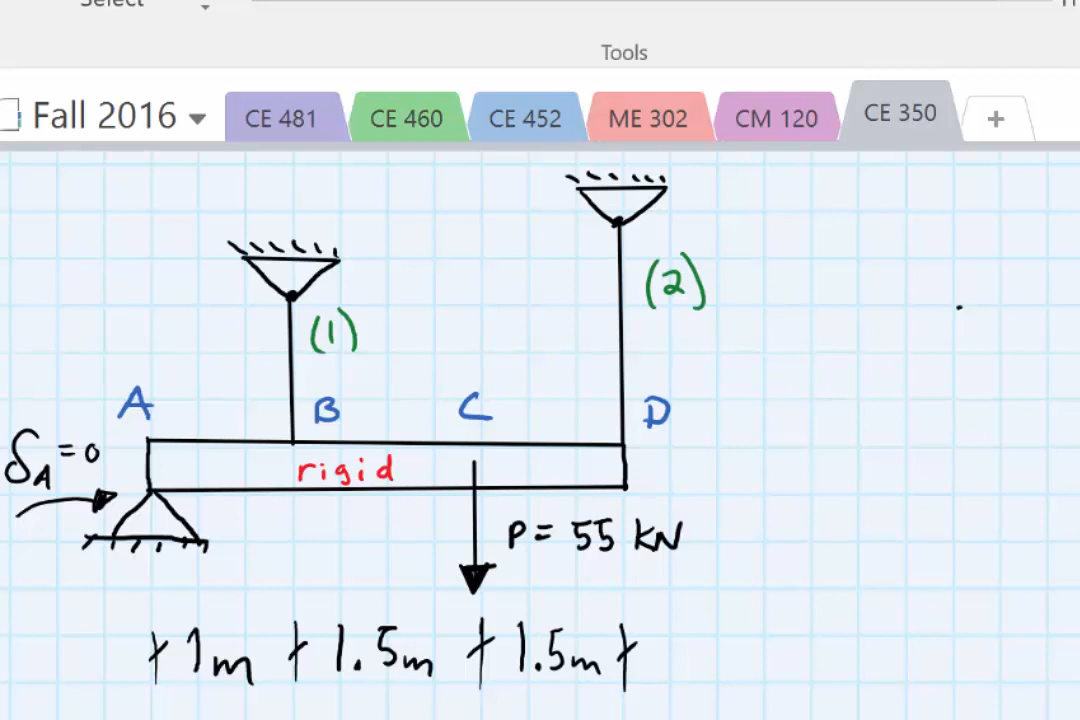 Select
Tools
Fall 2016 CE 481 CE 460 CE 452 ME 302 CM 120 CE 350 +
(2)
(1)
A B C D
δA = 0
rigid
P = 55 kN
1m 1.5m 1.5m